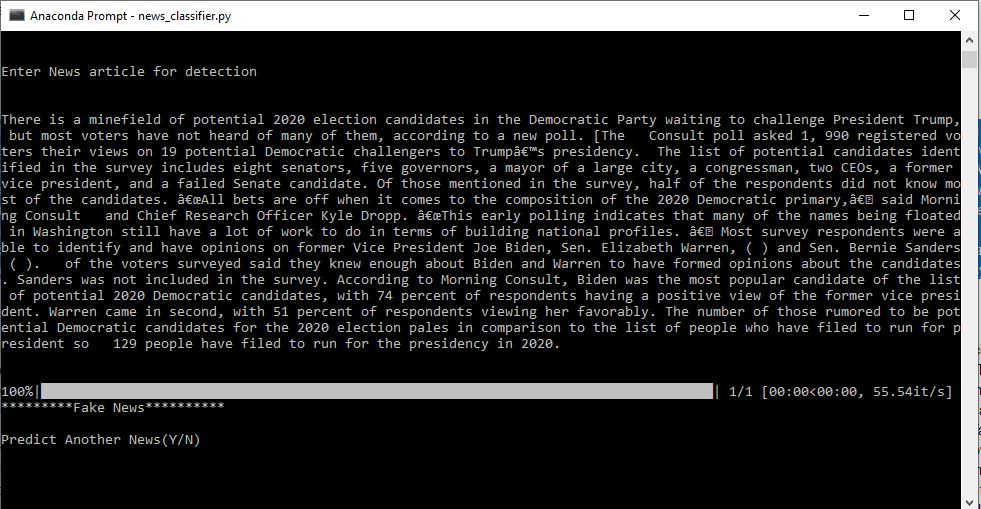 Anaconda Prompt - news_classifier.py
Enter News article for detection
There is a minefield of potential 2020 election candidates in the Democratic Party waiting to challenge President Trump,
but most voters have not heard of many of them, according to a new poll. [The   Consult poll asked 1, 990 registered vo
ters their views on 19 potential Democratic challengers to Trumpâ€™s presidency.  The list of potential candidates ident
ified in the survey includes eight senators, five governors, a mayor of a large city, a congressman, two CEOs, a former
vice president, and a failed Senate candidate. Of those mentioned in the survey, half of the respondents did not know mo
st of the candidates. â€œAll bets are off when it comes to the composition of the 2020 Democratic primary,â€� said Morni
ng Consult   and Chief Research Officer Kyle Dropp. â€œThis early polling indicates that many of the names being floated
in Washington still have a lot of work to do in terms of building national profiles. â€� Most survey respondents were a
ble to identify and have opinions on former Vice President Joe Biden, Sen. Elizabeth Warren, ( ) and Sen. Bernie Sanders
( ).   of the voters surveyed said they knew enough about Biden and Warren to have formed opinions about the candidates
. Sanders was not included in the survey. According to Morning Consult, Biden was the most popular candidate of the list
of potential 2020 Democratic candidates, with 74 percent of respondents having a positive view of the former vice presi
dent. Warren came in second, with 51 percent of respondents viewing her favorably. The number of those rumored to be pot
ential Democratic candidates for the 2020 election pales in comparison to the list of people who have filed to run for p
resident so   129 people have filed to run for the presidency in 2020.
100%| | 1/1 [00:00<00:00, 55.54it/s]
*********Fake News**********
Predict Another News(Y/N)